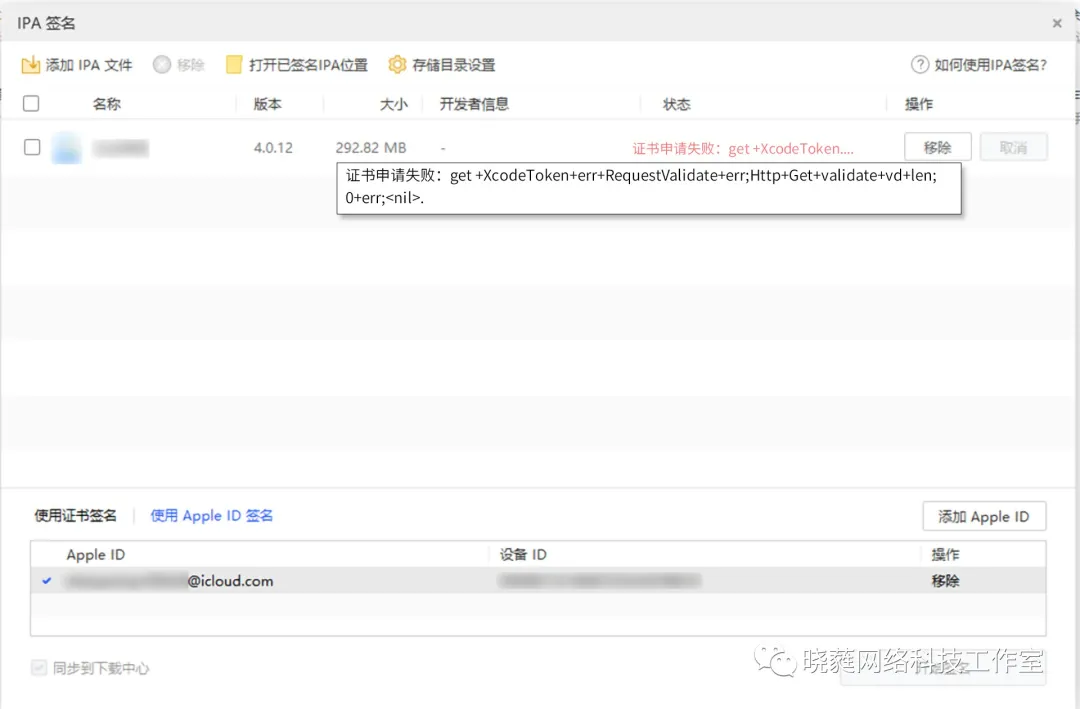 IPA 签名
添加 IPA 文件 移除 打开已签名IPA位置 存储目录设置 如何使用IPA签名?
名称 版本 大小 开发者信息 状态 操作
4.0.12 292.82 MB - 证书申请失败：get +XcodeToken.... 移除 取消
证书申请失败：get +XcodeToken+err+RequestValidate+err;Http+Get+validate+vd+len;
0+err;<nil>.
使用证书签名 使用 Apple ID 签名 添加 Apple ID
Apple ID 设备 ID 操作
@icloud.com 移除
同步到下载中心
晓蕤网络科技工作室